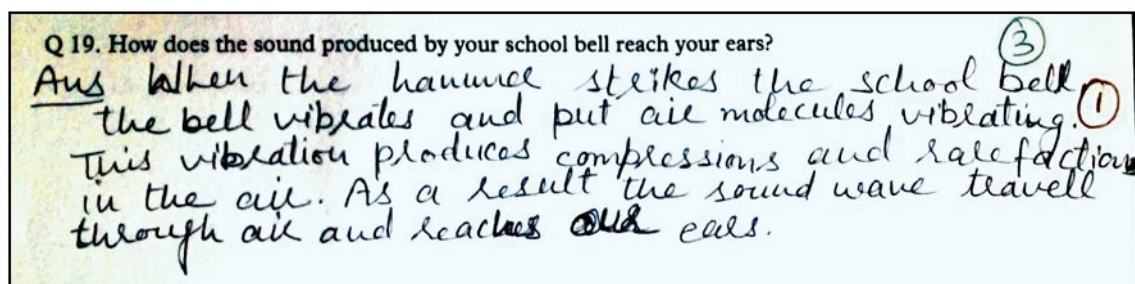 Q 19. How does the sound produced by your school bell reach your ears?
3
Ans When the hammer strikes the school bell,
the bell vibrates and put air molecules vibrating. 1
This vibration produces compressions and rarefactions
in the air. As a result the sound wave travell
through air and reaches our ears.